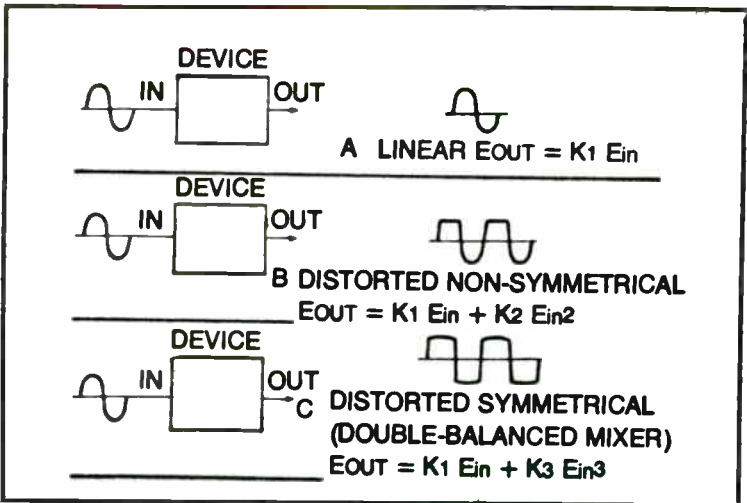 DEVICE
IN OUT
A LINEAR EOUT = K1 Ein
DEVICE
IN OUT
B DISTORTED NON-SYMMETRICAL
EOUT = K1 Ein + K2 Ein2
DEVICE
IN OUT
C DISTORTED SYMMETRICAL
(DOUBLE-BALANCED MIXER)
EOUT = K1 Ein + K3 Ein3